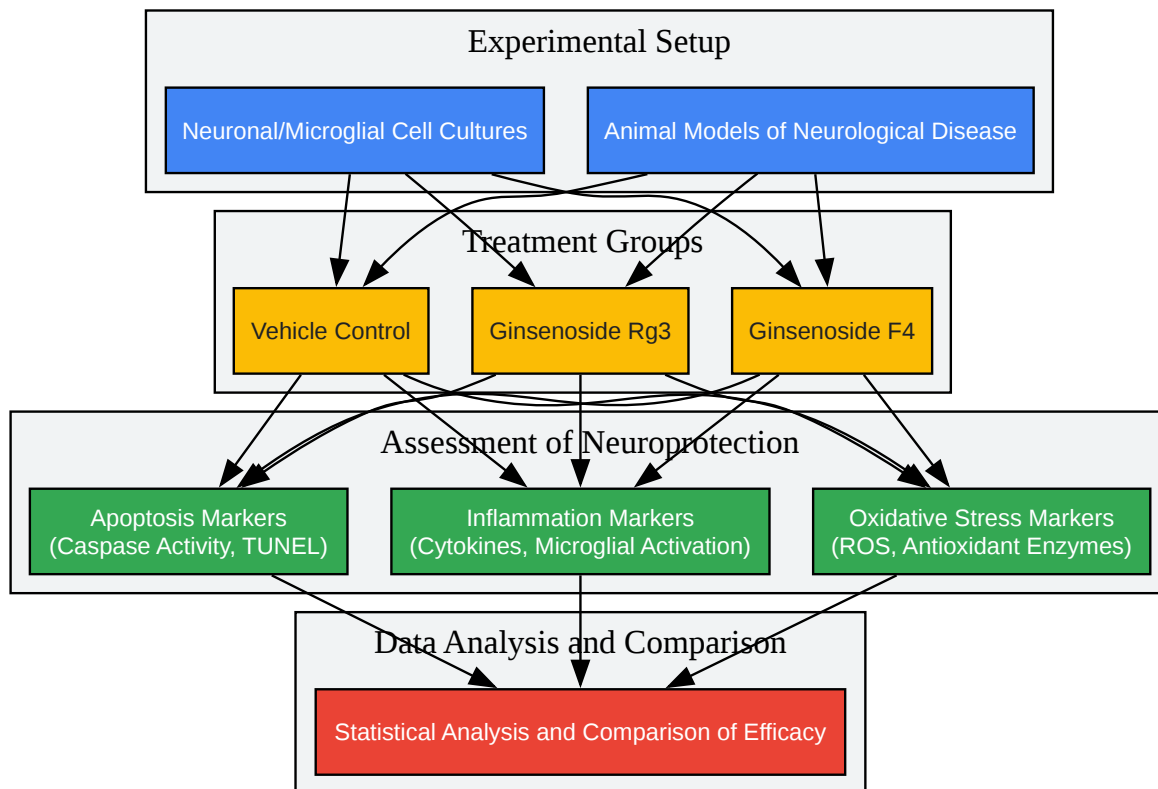 Experimental Setup
Neuronal/Microglial Cell Cultures
Animal Models of Neurological Disease
Treatment Groups
Vehicle Control
Ginsenoside Rg3
Ginsenoside F4
Assessment of Neuroprotection
Apoptosis Markers
(Caspase Activity, TUNEL)
Inflammation Markers
(Cytokines, Microglial Activation)
Oxidative Stress Markers
(ROS, Antioxidant Enzymes)
Data Analysis and Comparison
Statistical Analysis and Comparison of Efficacy